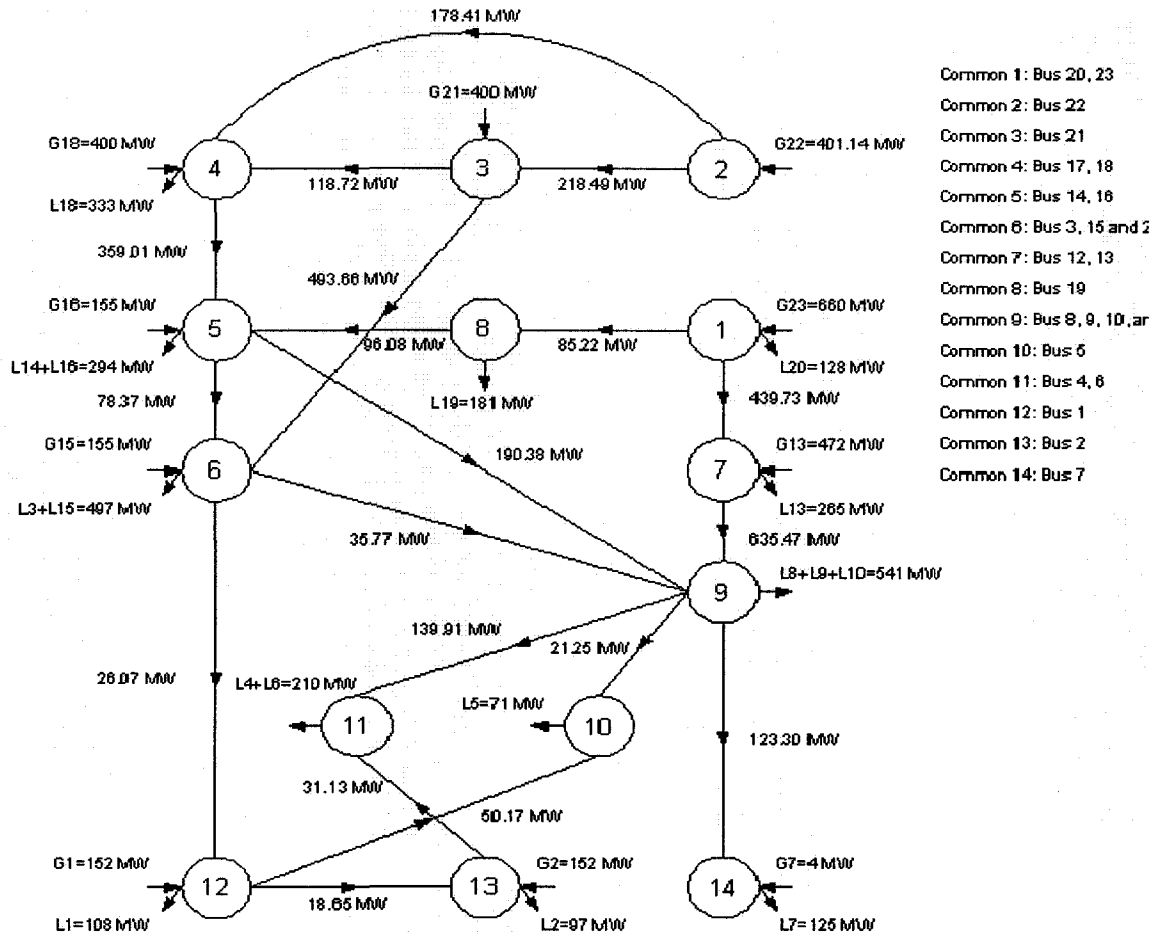 178.41 MW
G21=400 MW
G18=400 MW
4
3
2
G22=401.14 MW
118.72 MW
218.49 MW
L18=333 MW
359.01 MW
493.66 MW
G16=155 MW
5
8
1
G23=660 MW
96.08 MW
85.22 MW
L14+L16=294 MW
L19=181 MW
L20=128 MW
78.37 MW
439.73 MW
G15=155 MW
6
190.38 MW
7
G13=472 MW
L3+L15=497 MW
L13=265 MW
35.77 MW
635.47 MW
9
L8+L9+L10=541 MW
139.91 MW
21.25 MW
26.07 MW
L4+L6=210 MW
L5=71 MW
11
10
123.30 MW
31.13 MW
50.17 MW
G1=152 MW
12
13
G2=152 MW
14
G7=4 MW
18.65 MW
L1=108 MW
L2=97 MW
L7=125 MW
Common 1: Bus 20, 23
Common 2: Bus 22
Common 3: Bus 21
Common 4: Bus 17, 18
Common 5: Bus 14, 16
Common 6: Bus 3, 15 and 2
Common 7: Bus 12, 13
Common 8: Bus 19
Common 9: Bus 8, 9, 10, ar
Common 10: Bus 5
Common 11: Bus 4, 6
Common 12: Bus 1
Common 13: Bus 2
Common 14: Bus 7